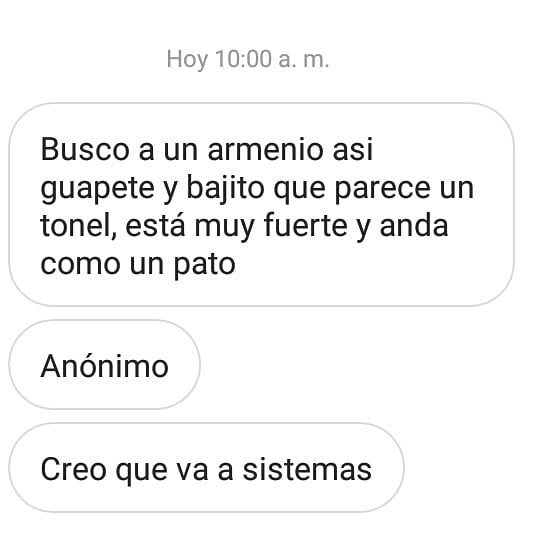 Hoy 10:00 a. m.
Busco a un armenio asi
guapete y bajito que parece un
tonel, está muy fuerte y anda
como un pato
Anónimo
Creo que va a sistemas